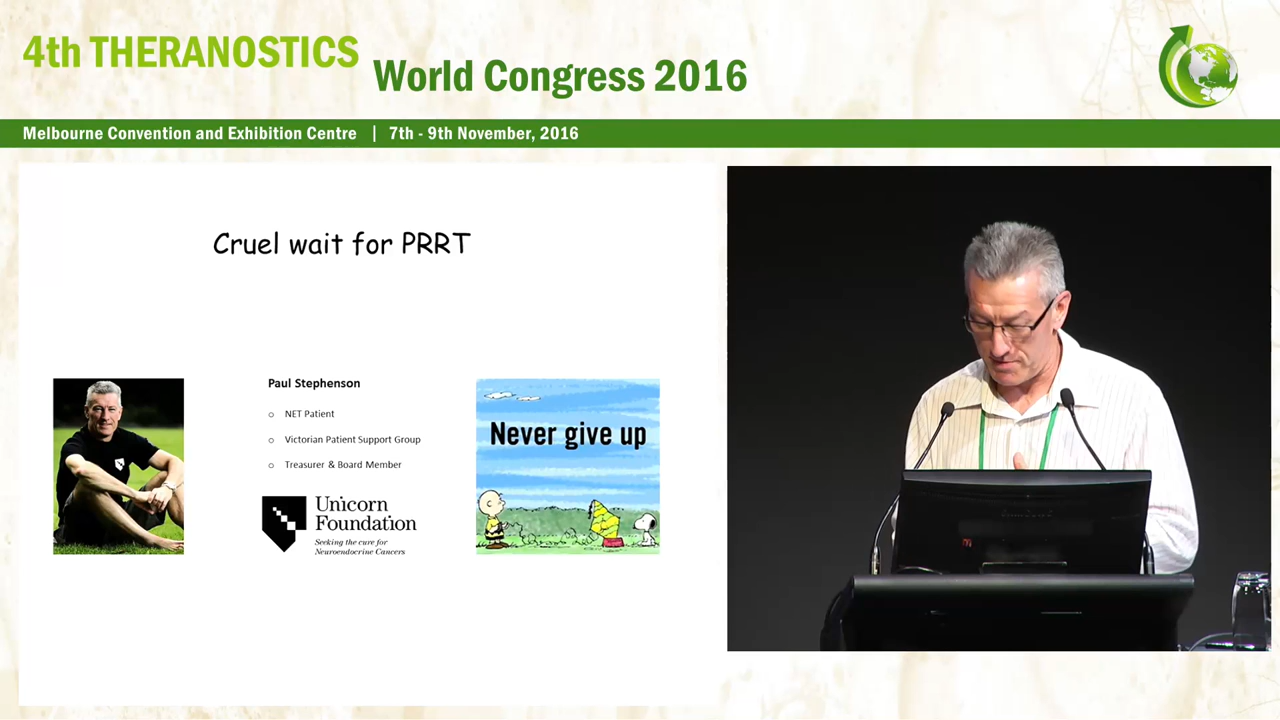 4th THERANOSTICS
World Congress 2016
Melbourne Convention and Exhibition Centre | 7th - 9th November, 2016
Cruel wait for PRRT
Paul Stephenson
NET Patient
Victorian Patient Support Group
Treasurer & Board Member
Unicorn
Foundation
Seeking the cure for
Neuroendocrine Cancers
Never give up